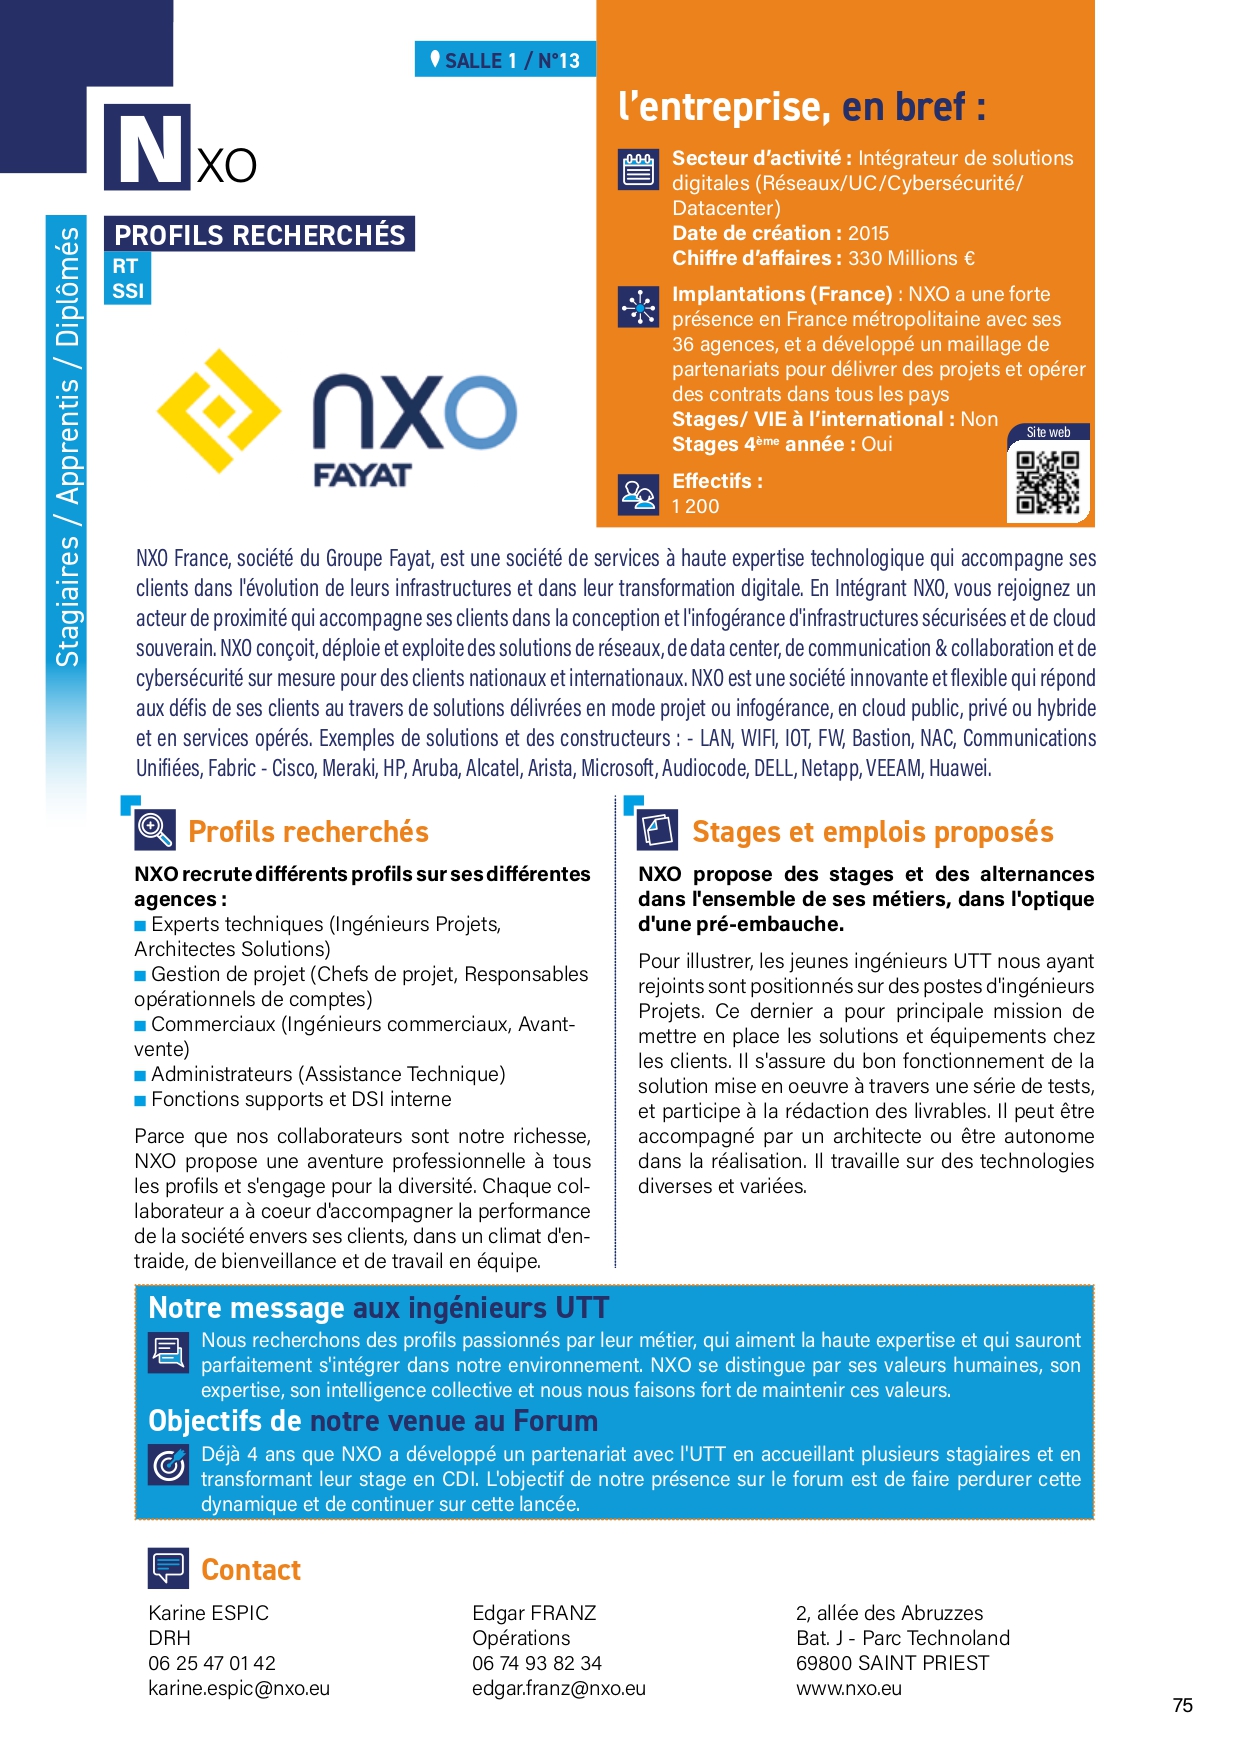 SALLE 1 / N°13
NXO
PROFILS RECHERCHÉS
RT
SSI
Stagiaires / Apprentis / Diplômés
nxo
FAYAT
l'entreprise, en bref :
Secteur d'activité : Intégrateur de solutions
digitales (Réseaux/UC/Cybersécurité/
Datacenter)
Date de création : 2015
Chiffre d'affaires : 330 Millions €
Implantations (France) : NXO a une forte
présence en France métropolitaine avec ses
36 agences, et a développé un maillage de
partenariats pour délivrer des projets et opérer
des contrats dans tous les pays
Stages/ VIE à l'international : Non
Stages 4ème année : Oui
Site web
Effectifs :
1 200
NXO France, société du Groupe Fayat, est une société de services à haute expertise technologique qui accompagne ses
clients dans l'évolution de leurs infrastructures et dans leur transformation digitale. En Intégrant NXO, vous rejoignez un
acteur de proximité qui accompagne ses clients dans la conception et l'infogérance d'infrastructures sécurisées et de cloud
souverain. NXO conçoit, déploie et exploite des solutions de réseaux, de data center, de communication & collaboration et de
cybersécurité sur mesure pour des clients nationaux et internationaux. NXO est une société innovante et flexible qui répond
aux défis de ses clients au travers de solutions délivrées en mode projet ou infogérance, en cloud public, privé ou hybride
et en services opérés. Exemples de solutions et des constructeurs : - LAN, WIFI, IOT, FW, Bastion, NAC, Communications
Unifiées, Fabric - Cisco, Meraki, HP, Aruba, Alcatel, Arista, Microsoft, Audiocode, DELL, Netapp, VEEAM, Huawei.
Profils recherchés
NXO recrute différents profils sur ses différentes
agences :
Experts techniques (Ingénieurs Projets,
Architectes Solutions)
Gestion de projet (Chefs de projet, Responsables
opérationnels de comptes)
Commerciaux (Ingénieurs commerciaux, Avant-
vente)
Administrateurs (Assistance Technique)
Fonctions supports et DSI interne
Parce que nos collaborateurs sont notre richesse,
NXO propose une aventure professionnelle à tous
les profils et s'engage pour la diversité. Chaque col-
laborateur a à coeur d'accompagner la performance
de la société envers ses clients, dans un climat d'en-
traide, de bienveillance et de travail en équipe.
Stages et emplois proposés
NXO propose des stages et des alternances
dans l'ensemble de ses métiers, dans l'optique
d'une pré-embauche.
Pour illustrer, les jeunes ingénieurs UTT nous ayant
rejoints sont positionnés sur des postes d'ingénieurs
Projets. Ce dernier a pour principale mission de
mettre en place les solutions et équipements chez
les clients. Il s'assure du bon fonctionnement de la
solution mise en oeuvre à travers une série de tests,
et participe à la rédaction des livrables. Il peut être
accompagné par un architecte ou être autonome
dans la réalisation. Il travaille sur des technologies
diverses et variées.
Notre message aux ingénieurs UTT
Nous recherchons des profils passionnés par leur métier, qui aiment la haute expertise et qui sauront
parfaitement s'intégrer dans notre environnement. NXO se distingue par ses valeurs humaines, son
expertise, son intelligence collective et nous nous faisons fort de maintenir ces valeurs.
Objectifs de notre venue au Forum
Déjà 4 ans que NXO a développé un partenariat avec l'UTT en accueillant plusieurs stagiaires et en
transformant leur stage en CDI. L'objectif de notre présence sur le forum est de faire perdurer cette
dynamique et de continuer sur cette lancée.
Contact
Karine ESPIC
DRH
06 25 47 01 42
karine.espic@nxo.eu
Edgar FRANZ
Opérations
06 74 93 82 34
edgar.franz@nxo.eu
2, allée des Abruzzes
Bat. J - Parc Technoland
69800 SAINT PRIEST
www.nxo.eu
75